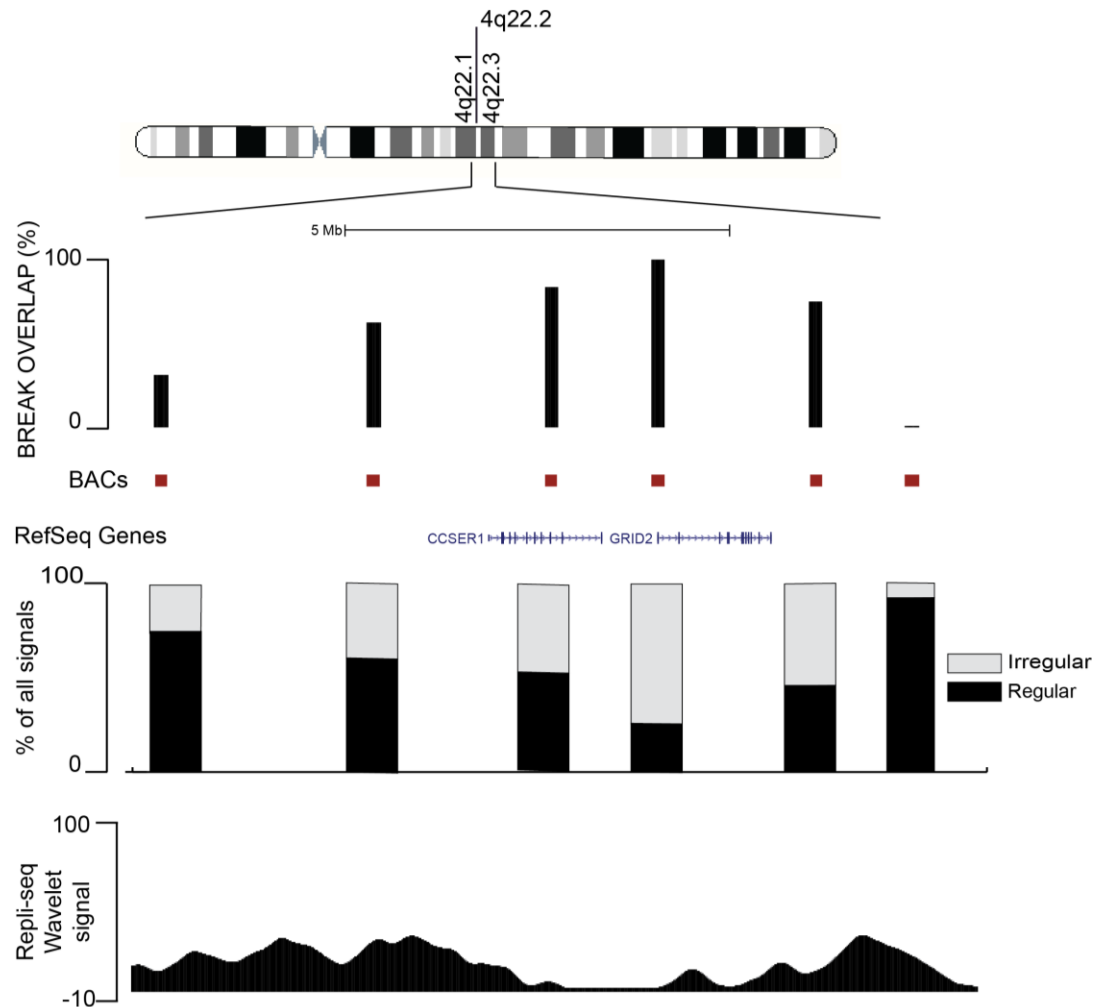 4q22.2
4q22.1
4q22.3
5 Mb
BREAK OVERLAP (%)
100
0
BACs
RefSeq Genes
CCSER1
GRID2
% of all signals
100
0
Irregular
Regular
Repli-seq
Wavelet
signal
100
-10